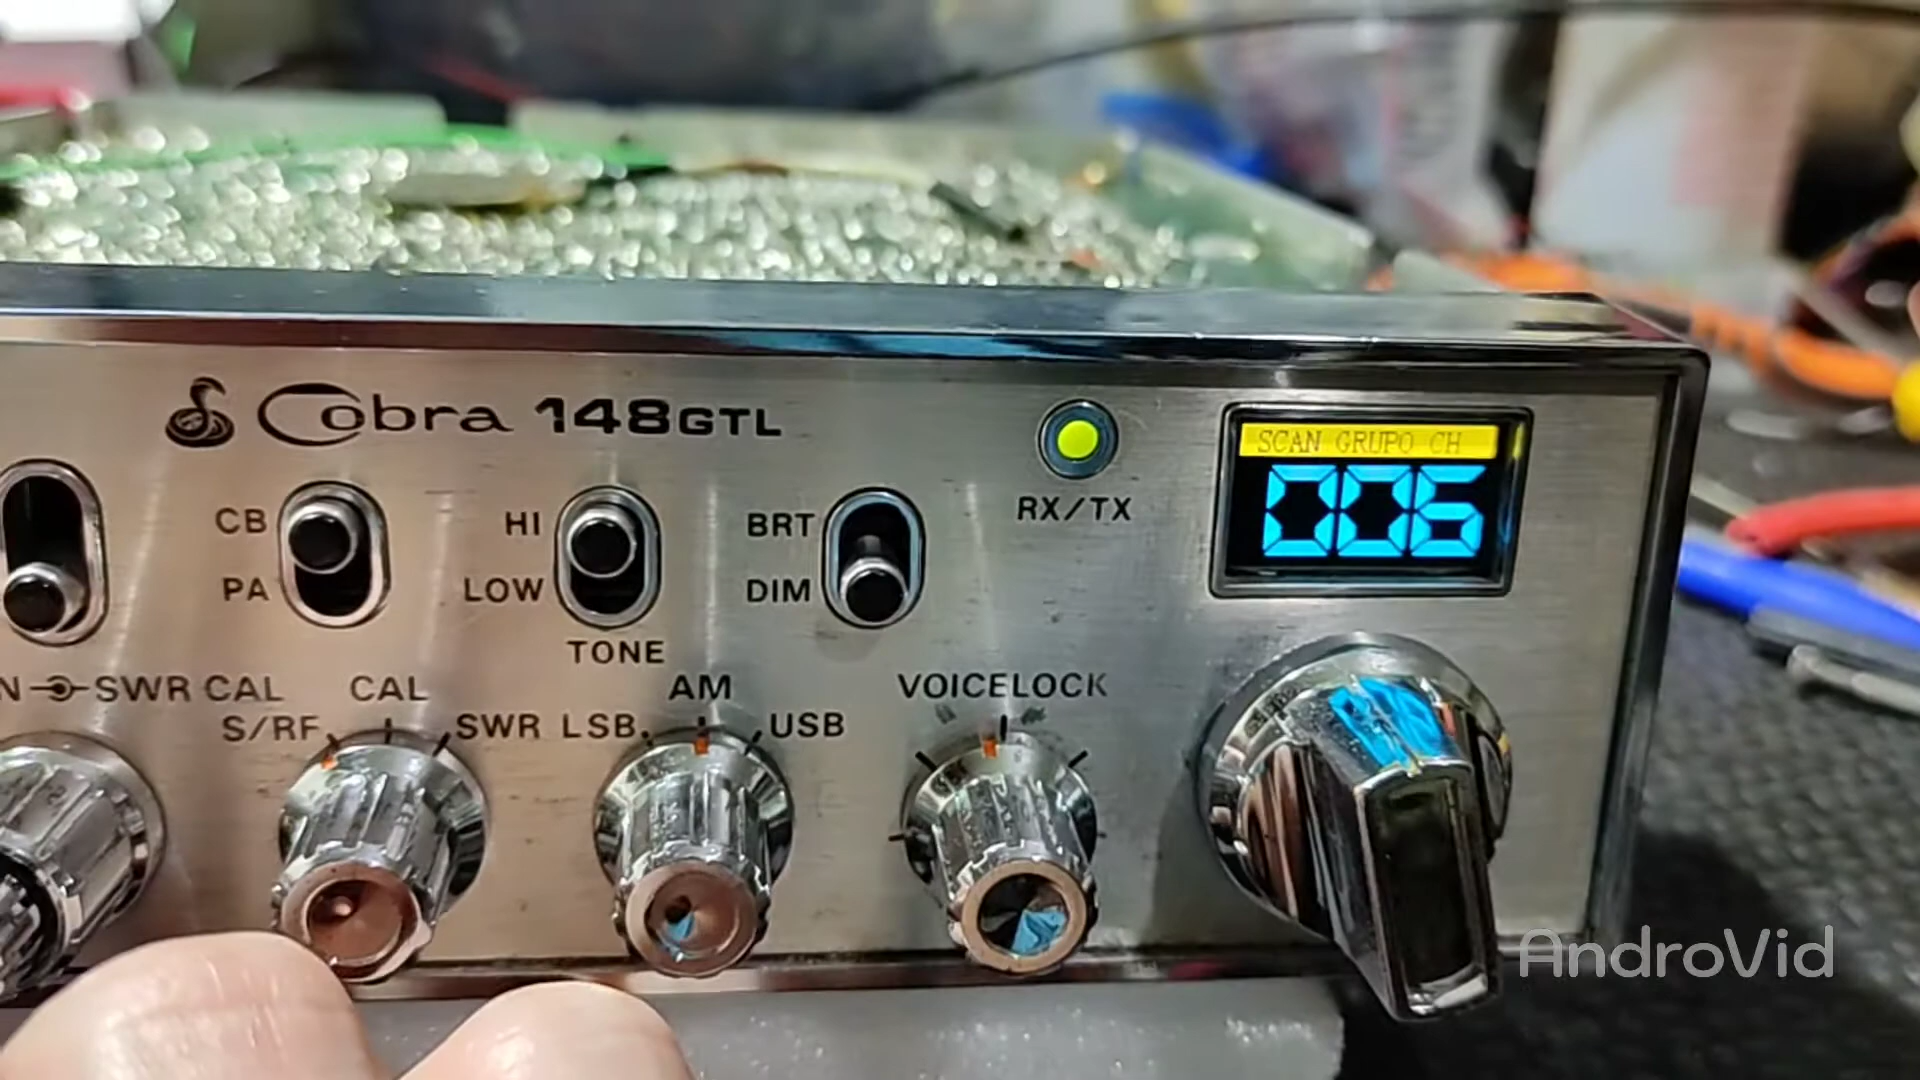 Cobra 148GTL
SCAN GRUPO CH
006
CB
PA
HI
LOW
TONE
BRT
DIM
RX/TX
SWR CAL
CAL
S/RF
SWR
AM
LSB
USB
VOICELOCK
AndroVid